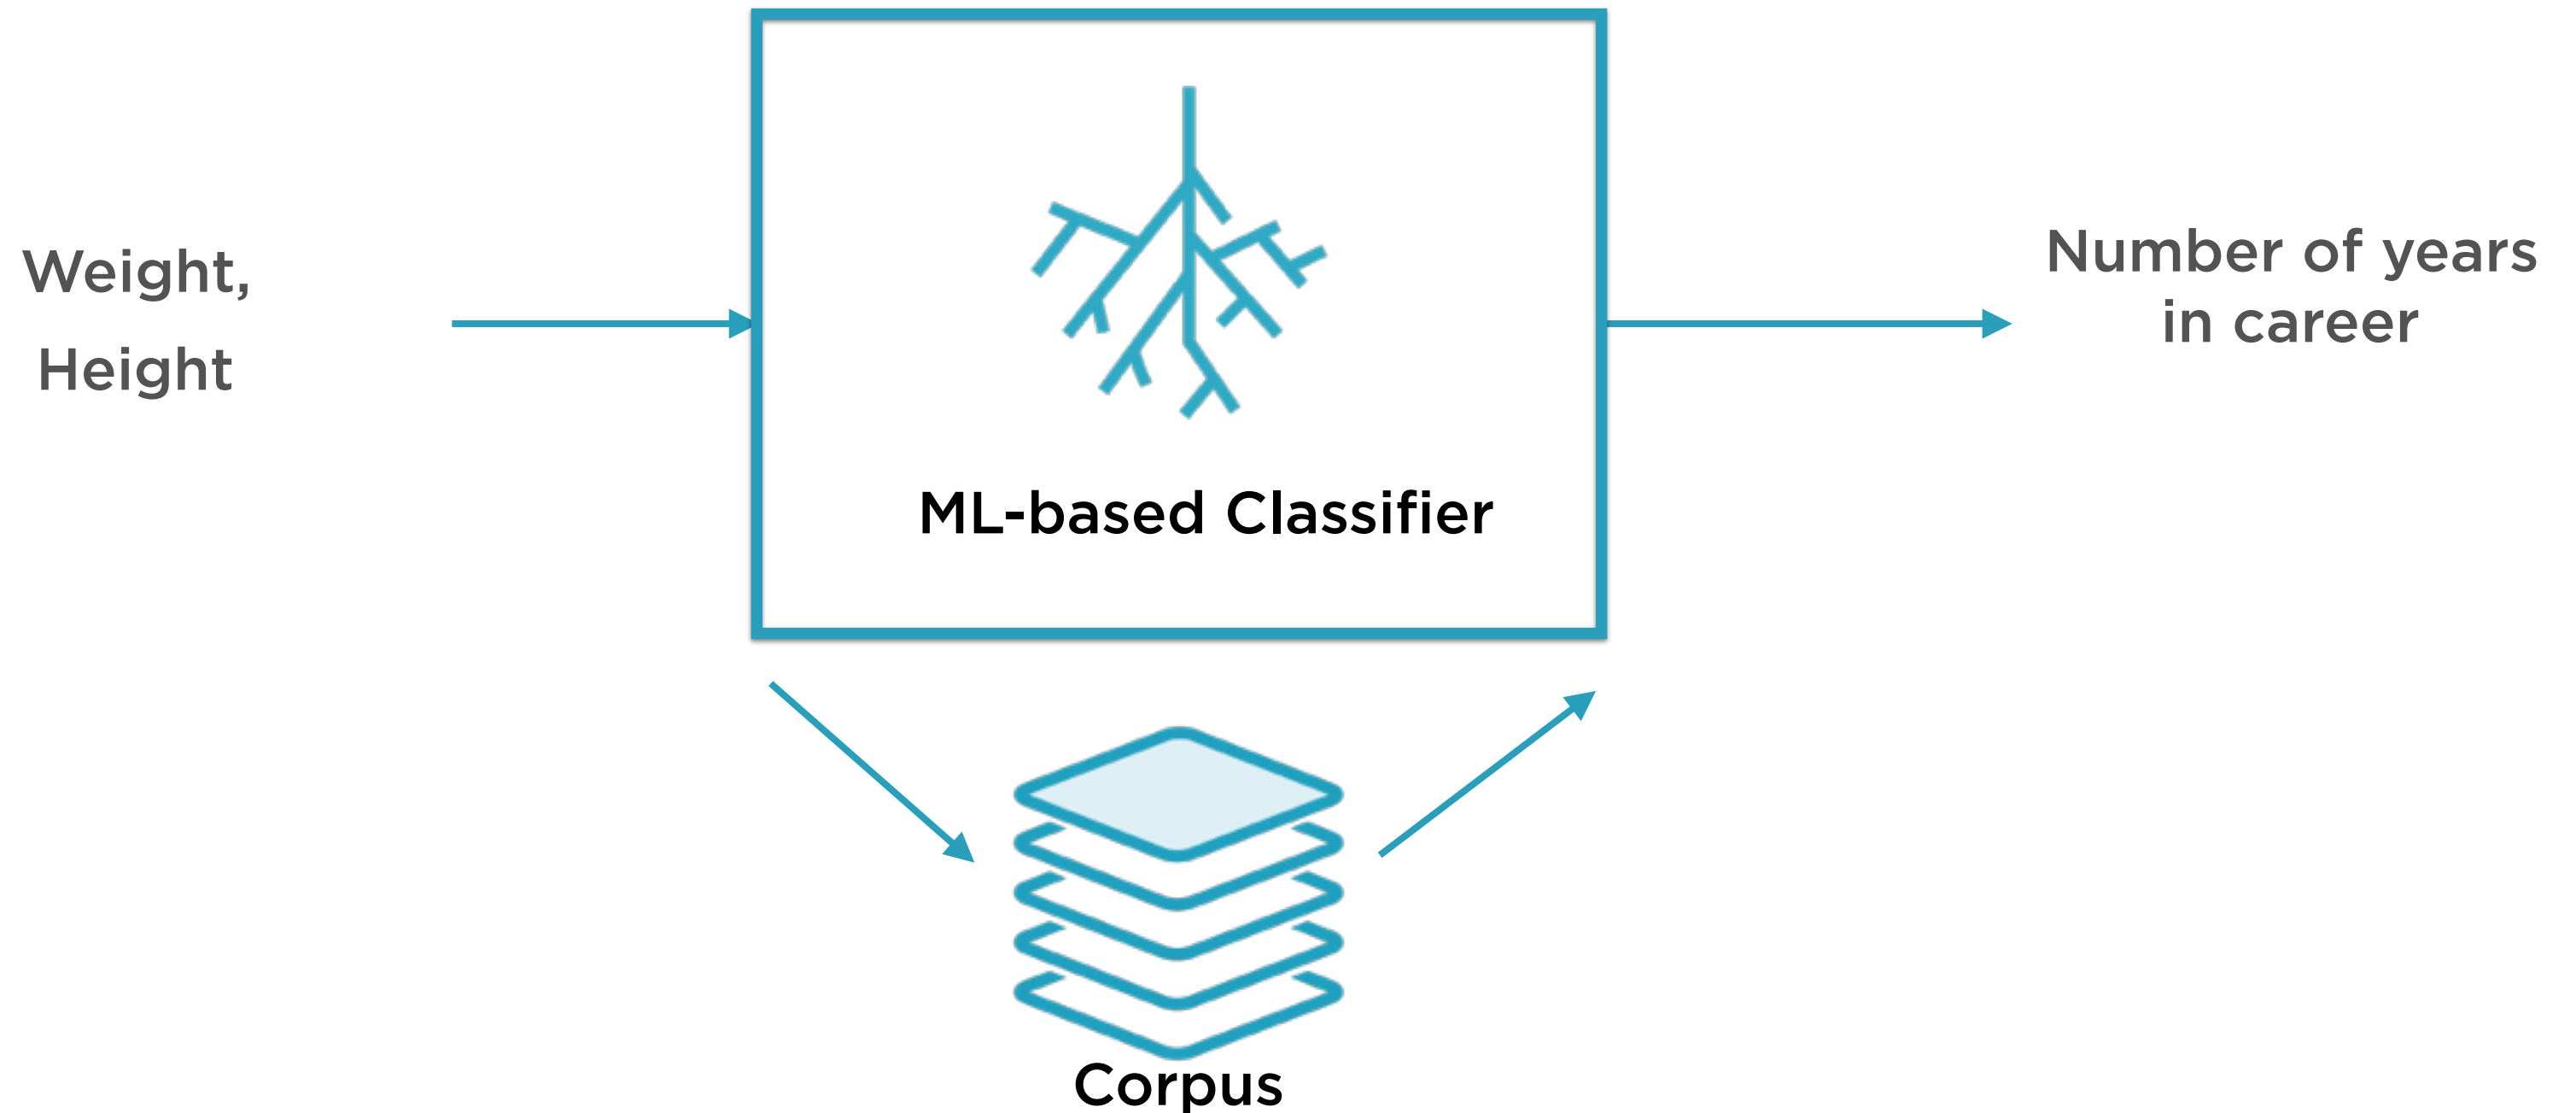 Weight,
Height
ML-based Classifier
Number of years
in career
Corpus